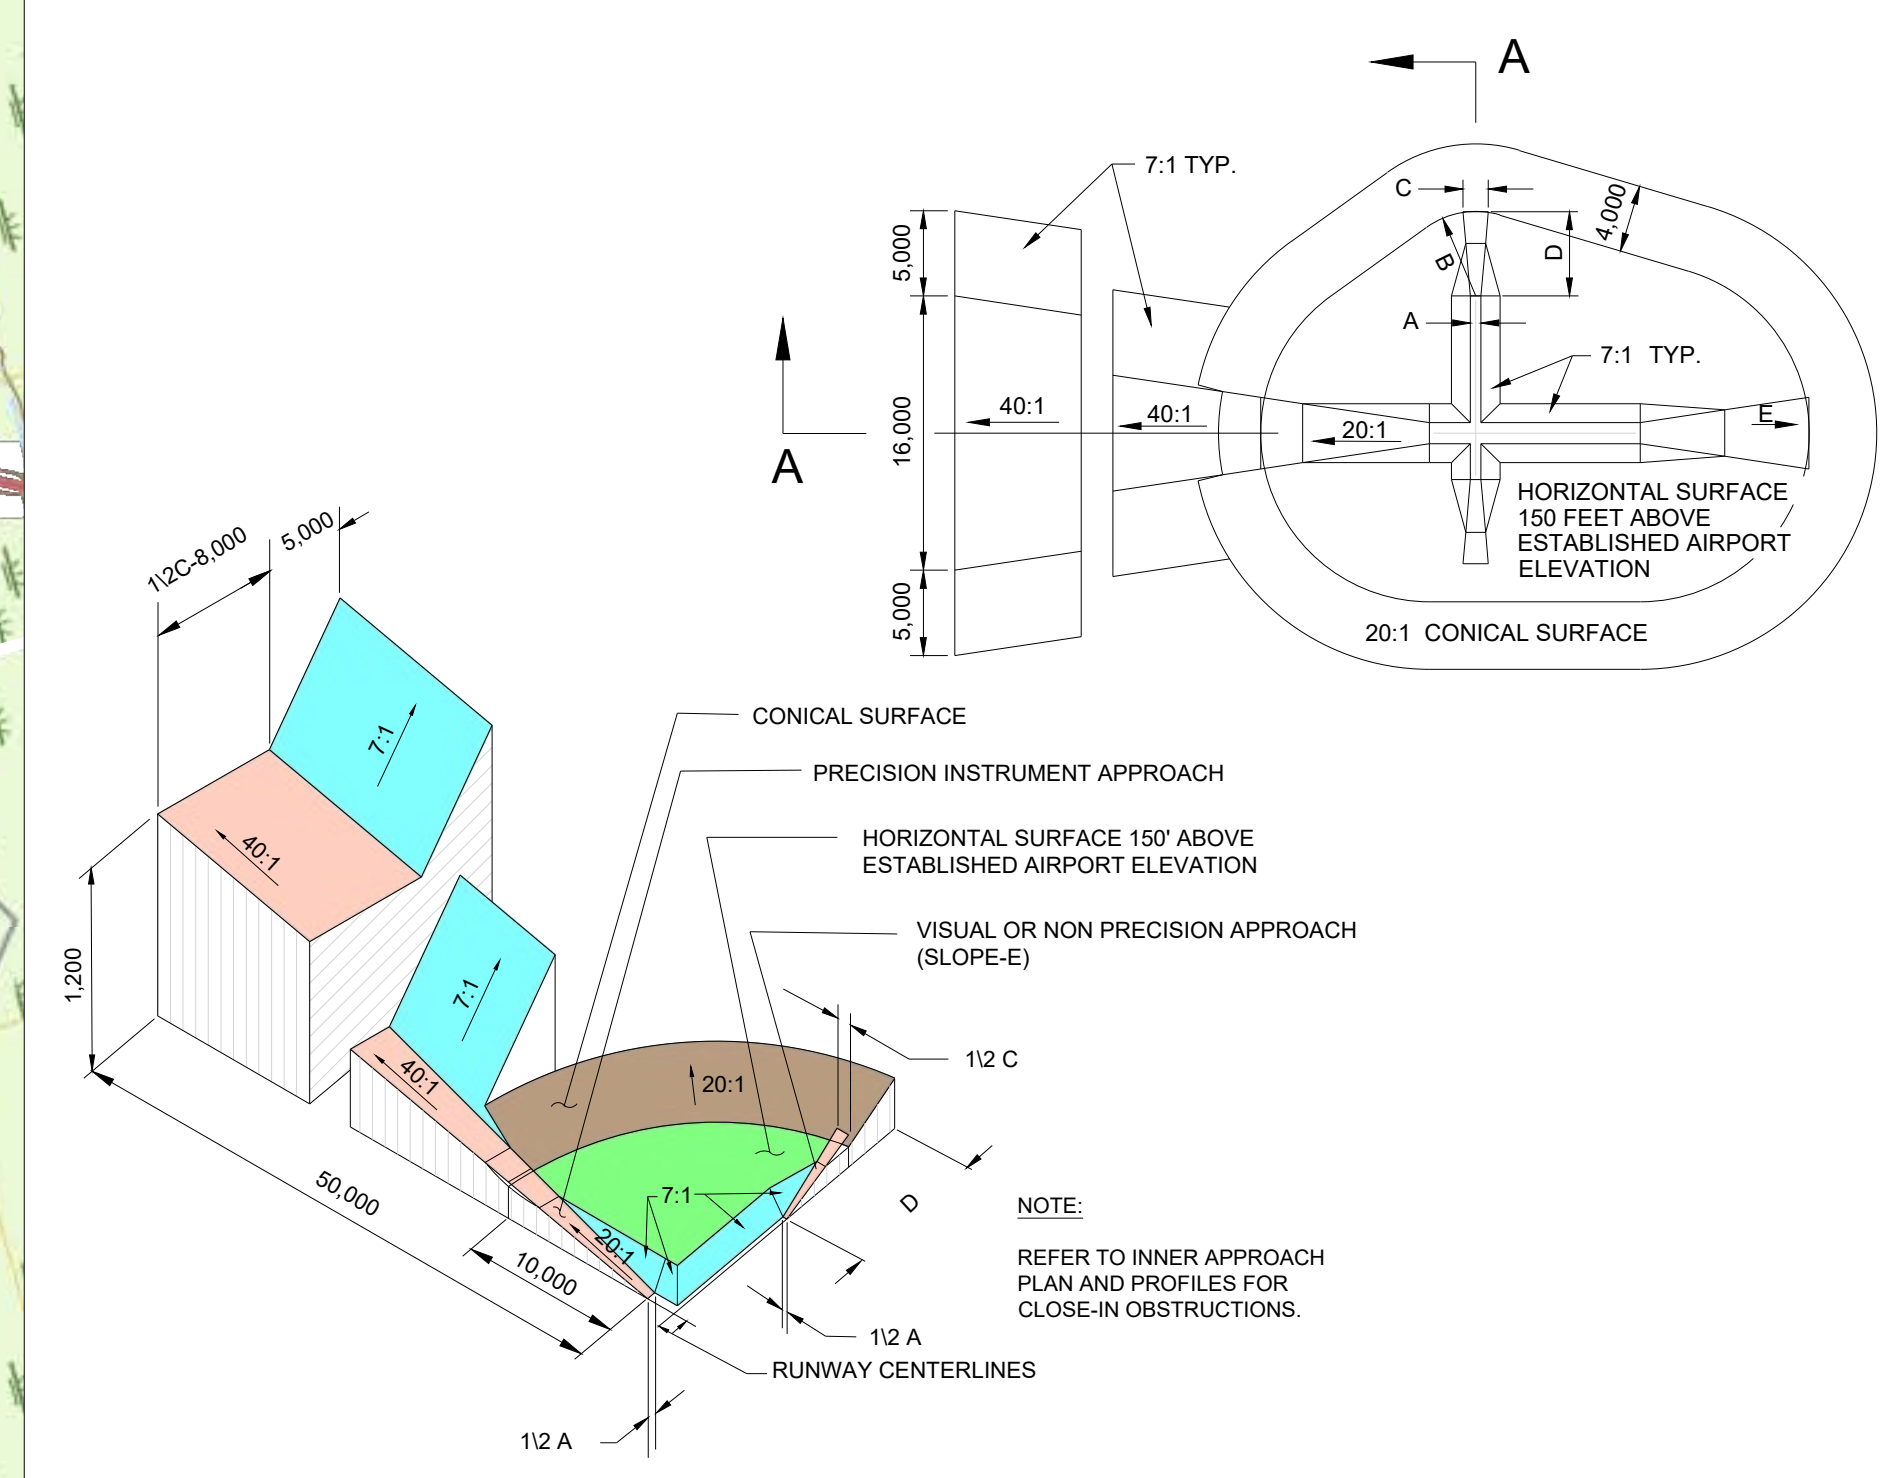 A
7:1 TYP.
C
4,000
5,000
D
B
A
7:1 TYP.
40:1
40:1
20:1
E
16,000
A
HORIZONTAL SURFACE
150 FEET ABOVE
ESTABLISHED AIRPORT
ELEVATION
5,000
20:1 CONICAL SURFACE
1\2C-8,000
5,000
7:1
CONICAL SURFACE
PRECISION INSTRUMENT APPROACH
HORIZONTAL SURFACE 150' ABOVE
ESTABLISHED AIRPORT ELEVATION
40:1
VISUAL OR NON PRECISION APPROACH
(SLOPE-E)
1,200
7:1
40:1
20:1
1\2 C
50,000
7:1
D
20:1
10,000
NOTE:
REFER TO INNER APPROACH
PLAN AND PROFILES FOR
CLOSE-IN OBSTRUCTIONS.
1\2 A
RUNWAY CENTERLINES
1\2 A